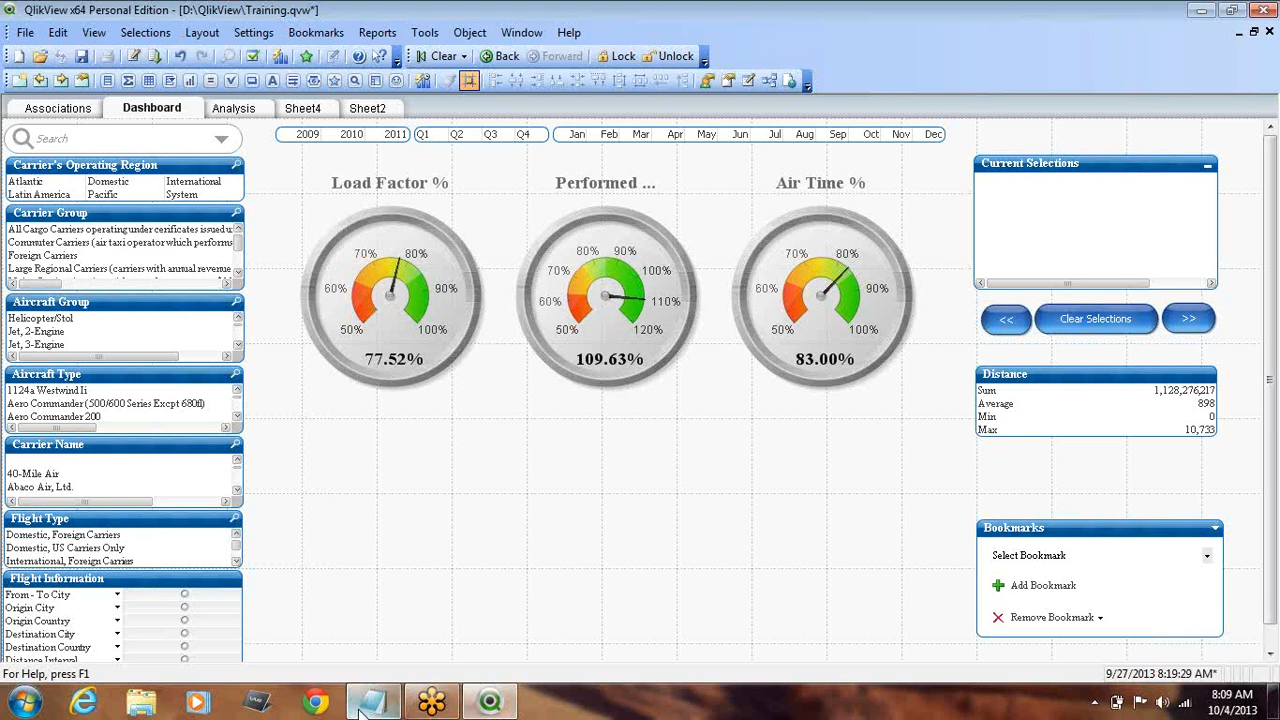 QlikView x64 Personal Edition - [D:\QlikView\Training.qvw*]
File Edit View Selections Layout Settings Bookmarks Reports Tools Object Window Help
Clear Back Forward Lock Unlock
Associations Dashboard Analysis Sheet4 Sheet2
Search
2009 2010 2011 Q1 Q2 Q3 Q4 Jan Feb Mar Apr May Jun Jul Aug Sep Oct Nov Dec
Carrier's Operating Region
Atlantic Domestic International
Latin America Pacific System
Carrier Group
All Cargo Carriers operating under cerificates issued u
Commuter Carriers (air taxi operator which performs
Foreign Carriers
Large Regional Carriers (carriers with annual revenue
Aircraft Group
Helicopter/Stol
Jet, 2-Engine
Jet, 3-Engine
Aircraft Type
1124a Westwind Ii
Aero Commander (500/600 Series Excpt 680fl)
Aero Commander 200
Carrier Name
40-Mile Air
Abaco Air, Ltd.
Flight Type
Domestic, Foreign Carriers
Domestic, US Carriers Only
International, Foreign Carriers
Flight Information
From - To City
Origin City
Origin Country
Destination City
Destination Country
Distance Interval
Load Factor %
50% 60% 70% 80% 90% 100%
77.52%
Performed ...
50% 60% 70% 80% 90% 100% 110% 120%
109.63%
Air Time %
50% 60% 70% 80% 90% 100%
83.00%
Current Selections
<< Clear Selections >>
Distance
Sum 1,128,276,217
Average 898
Min 0
Max 10,733
Bookmarks
Select Bookmark
Add Bookmark
Remove Bookmark
For Help, press F1
9/27/2013 8:19:29 AM*
8:09 AM
10/4/2013